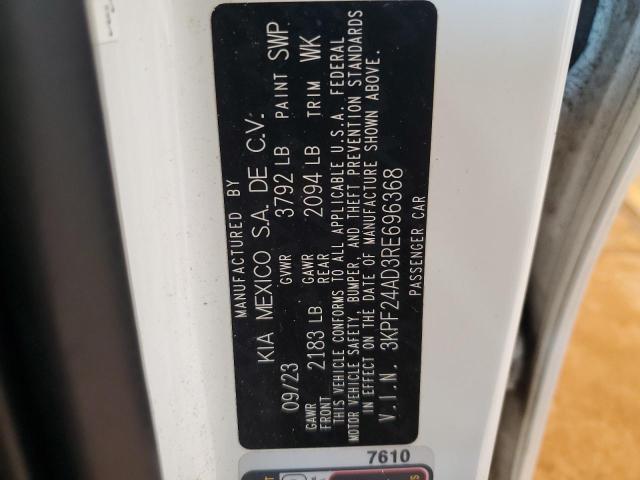 MANUFACTURED BY
KIA MEXICO S.A. DE C.V.
09/23 GVWR 3792 LB PAINT SWP
GAWR FRONT 2183 LB GAWR REAR 2094 LB TRIM WK
THIS VEHICLE CONFORMS TO ALL APPLICABLE U.S.A. FEDERAL
MOTOR VEHICLE SAFETY, BUMPER, AND THEFT PREVENTION STANDARDS
IN EFFECT ON THE DATE OF MANUFACTURE SHOWN ABOVE.
V.I.N. 3KPF24AD3RE696368
PASSENGER CAR
7610